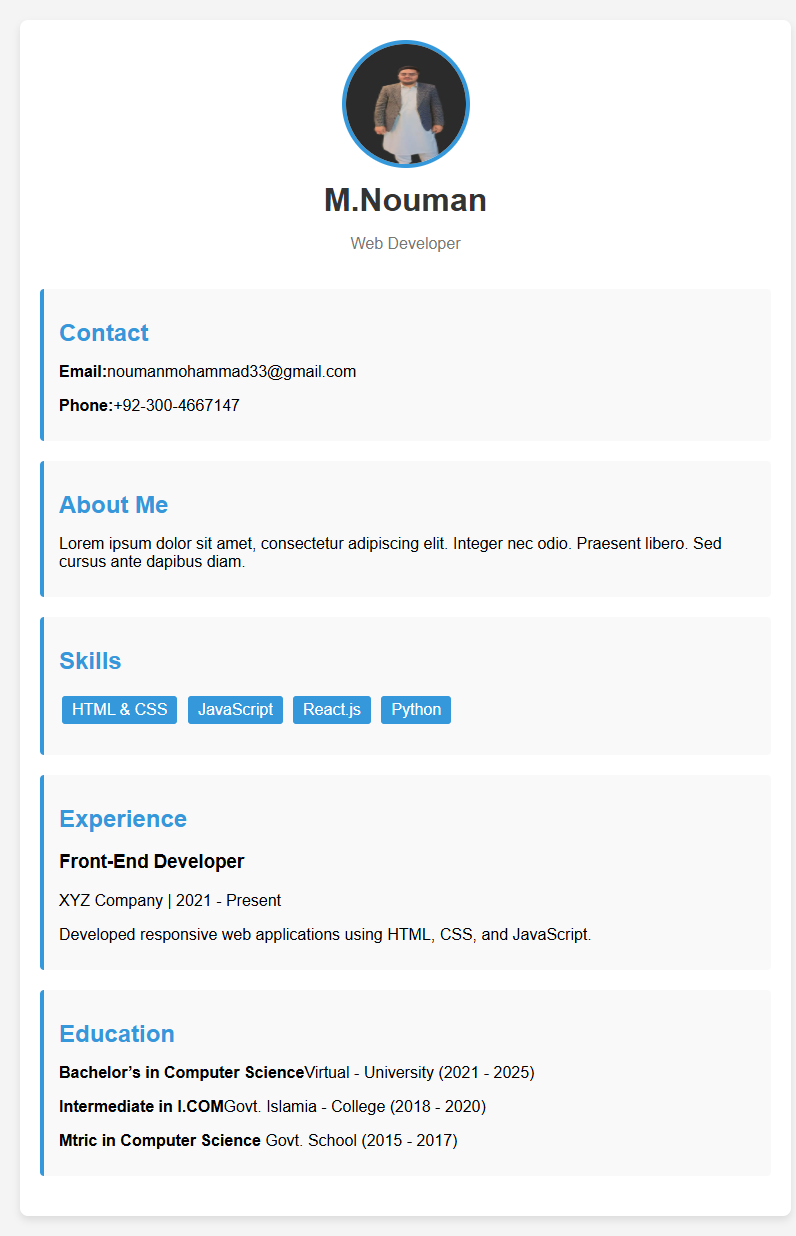 M.Nouman
Web Developer
Contact
Email:noumanmohammad33@gmail.com
Phone:+92-300-4667147
About Me
Lorem ipsum dolor sit amet, consectetur adipiscing elit. Integer nec odio. Praesent libero. Sed
cursus ante dapibus diam.
Skills
HTML & CSS JavaScript React.js Python
Experience
Front-End Developer
XYZ Company | 2021 - Present
Developed responsive web applications using HTML, CSS, and JavaScript.
Education
Bachelor’s in Computer ScienceVirtual - University (2021 - 2025)
Intermediate in I.COMGovt. Islamia - College (2018 - 2020)
Mtric in Computer Science Govt. School (2015 - 2017)